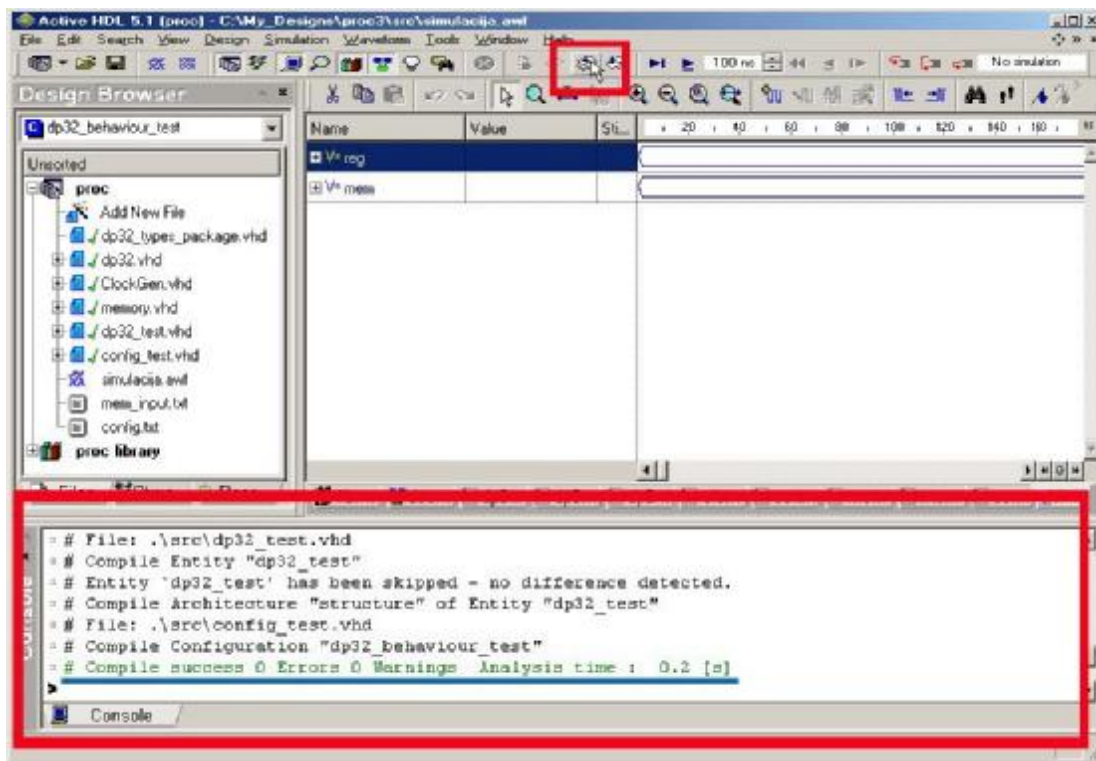 Active HDL 5.1 (proc) - C:\My_Designs\proc3\src\simulacija.awf
File Edit Search View Design Simulation Waveform Tools Window Help
100 ns No simulation
Design Browser
dp32_behaviour_test
Name Value Sti... 20 40 60 80 100 120 140 160
Unsorted
reg
proc
mem
Add New File
dp32_types_package.vhd
dp32.vhd
ClockGen.vhd
memory.vhd
dp32_test.vhd
config_test.vhd
simulacija.awf
mem_input.txt
config.txt
proc library
# File: .\src\dp32_test.vhd
# Compile Entity "dp32_test"
# Entity 'dp32_test' has been skipped - no difference detected.
# Compile Architecture "structure" of Entity "dp32_test"
# File: .\src\config_test.vhd
# Compile Configuration "dp32_behaviour_test"
# Compile success 0 Errors 0 Warnings Analysis time : 0.2 [s]
>
Console